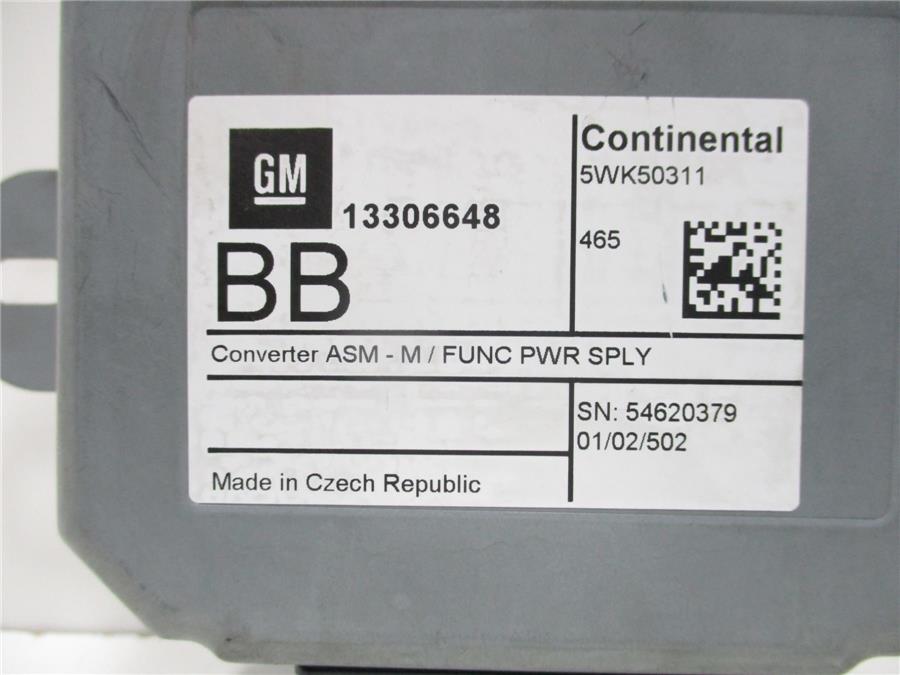 GM
13306648
BB
Continental
5WK50311
465
Converter ASM - M / FUNC PWR SPLY
SN: 54620379
01/02/502
Made in Czech Republic